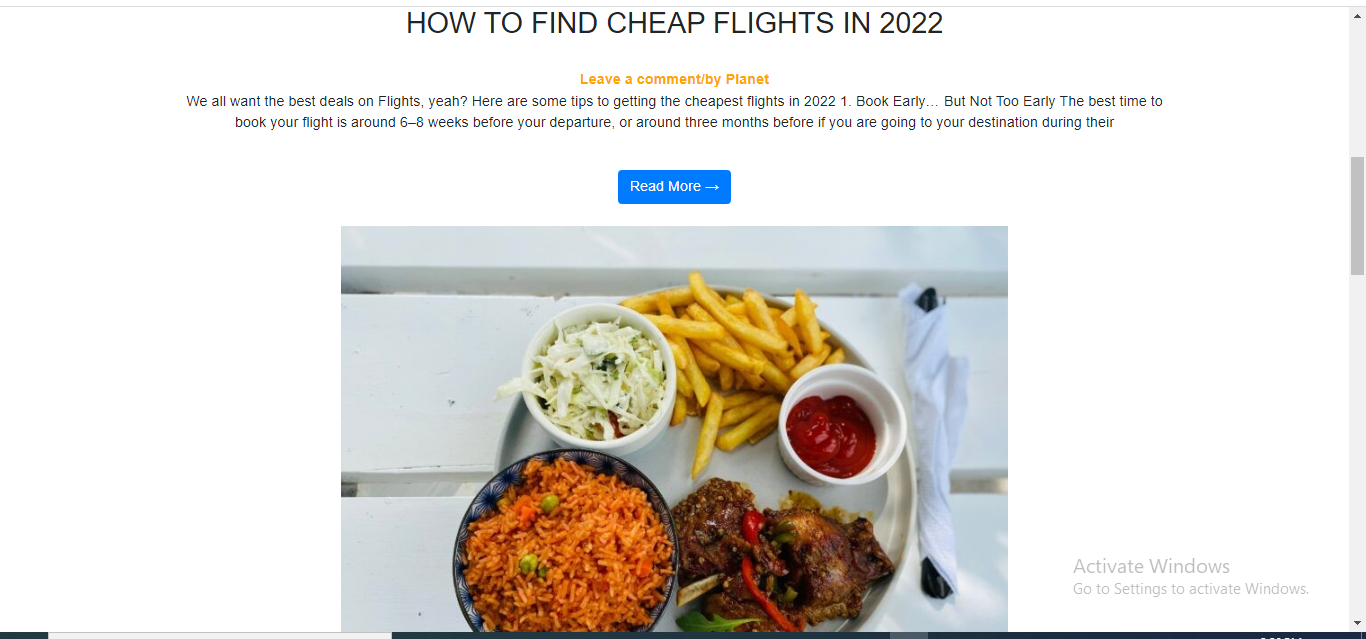 HOW TO FIND CHEAP FLIGHTS IN 2022
Leave a comment/by Planet
We all want the best deals on Flights, yeah? Here are some tips to getting the cheapest flights in 2022 1. Book Early… But Not Too Early The best time to
book your flight is around 6–8 weeks before your departure, or around three months before if you are going to your destination during their
Read More →
Activate Windows
Go to Settings to activate Windows.